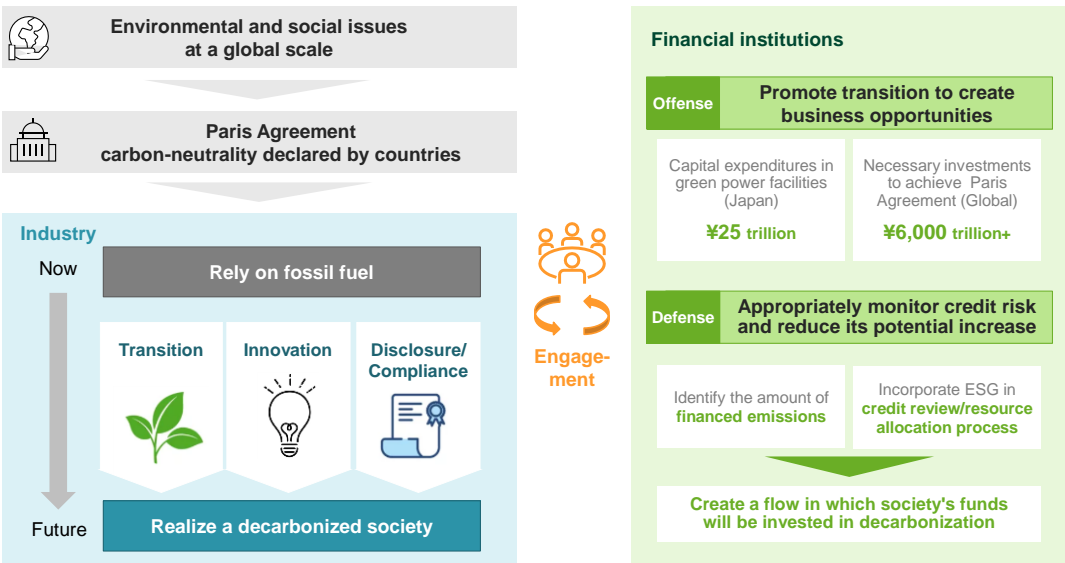 Environmental and social issues
at a global scale
Paris Agreement
carbon-neutrality declared by countries
Industry
Now
Rely on fossil fuel
Transition
Innovation
Disclosure/
Compliance
Future
Realize a decarbonized society
Engage-
ment
Financial institutions
Offense
Promote transition to create
business opportunities
Capital expenditures in
green power facilities
(Japan)
¥25 trillion
Necessary investments
to achieve Paris
Agreement (Global)
¥6,000 trillion+
Defense
Appropriately monitor credit risk
and reduce its potential increase
Identify the amount of
financed emissions
Incorporate ESG in
credit review/resource
allocation process
Create a flow in which society's funds
will be invested in decarbonization